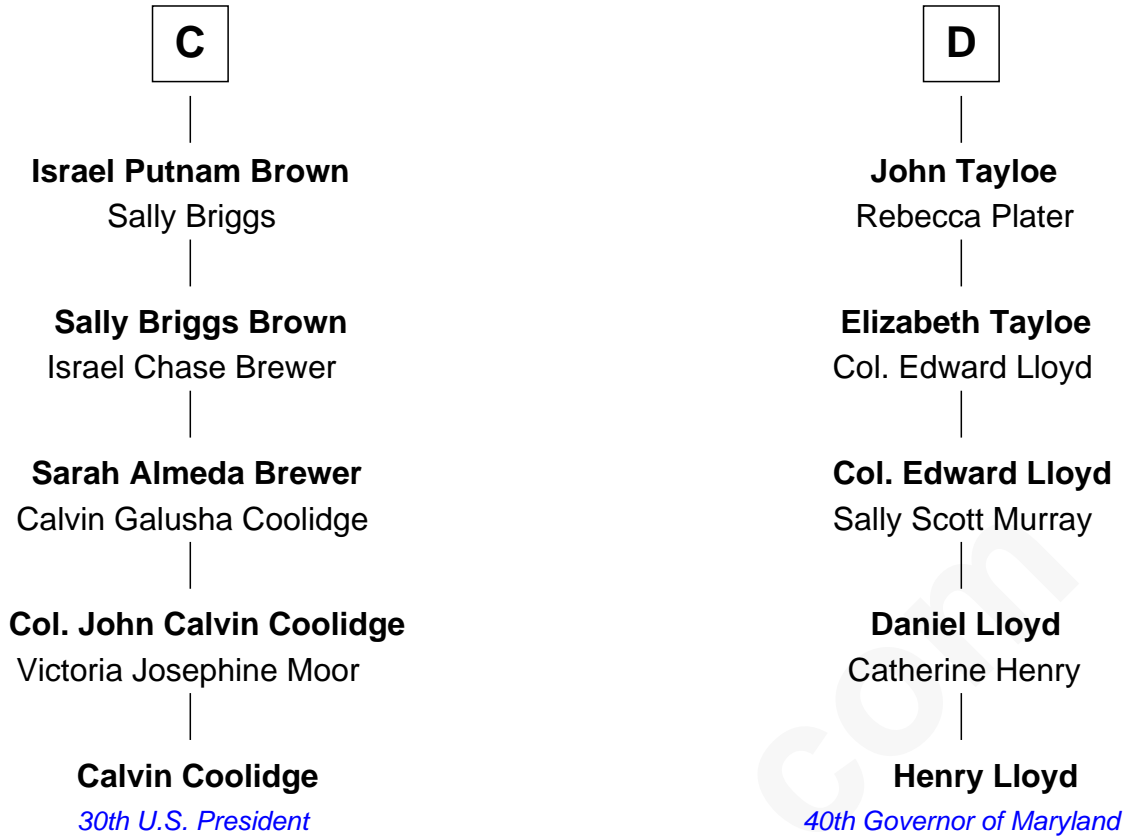 C
Israel Putnam Brown
Sally Briggs
Sally Briggs Brown
Israel Chase Brewer
Sarah Almeda Brewer
Calvin Galusha Coolidge
Col. John Calvin Coolidge
Victoria Josephine Moor
Calvin Coolidge
30th U.S. President
D
John Tayloe
Rebecca Plater
Elizabeth Tayloe
Col. Edward Lloyd
Col. Edward Lloyd
Sally Scott Murray
Daniel Lloyd
Catherine Henry
Henry Lloyd
40th Governor of Maryland
com